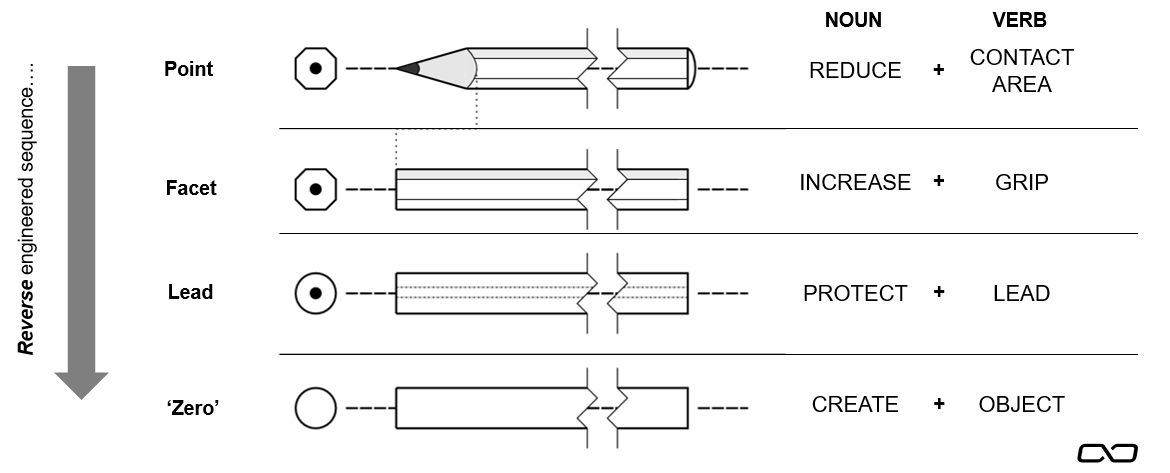 NOUN VERB
Point REDUCE + CONTACT AREA
Facet INCREASE + GRIP
Lead PROTECT + LEAD
‘Zero’ CREATE + OBJECT
Reverse engineered sequence....